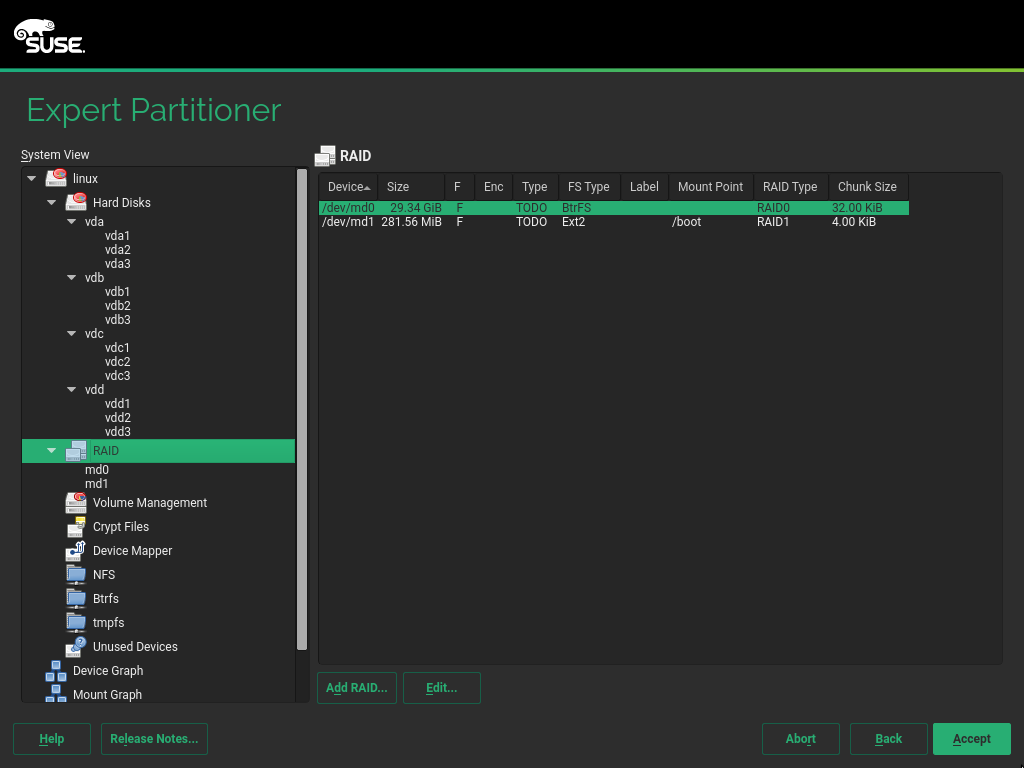 SUSE.
Expert Partitioner
System View
linux
Hard Disks
vda
vda1
vda2
vda3
vdb
vdb1
vdb2
vdb3
vdc
vdc1
vdc2
vdc3
vdd
vdd1
vdd2
vdd3
RAID
md0
md1
Volume Management
Crypt Files
Device Mapper
NFS
Btrfs
tmpfs
Unused Devices
Device Graph
Mount Graph
RAID
Device Size F Enc Type FS Type Label Mount Point RAID Type Chunk Size
/dev/md0 29.34 GiB F TODO BtrFS RAID0 32.00 KiB
/dev/md1 281.56 MiB F TODO Ext2 /boot RAID1 4.00 KiB
Add RAID... Edit...
Help Release Notes... Abort Back Accept